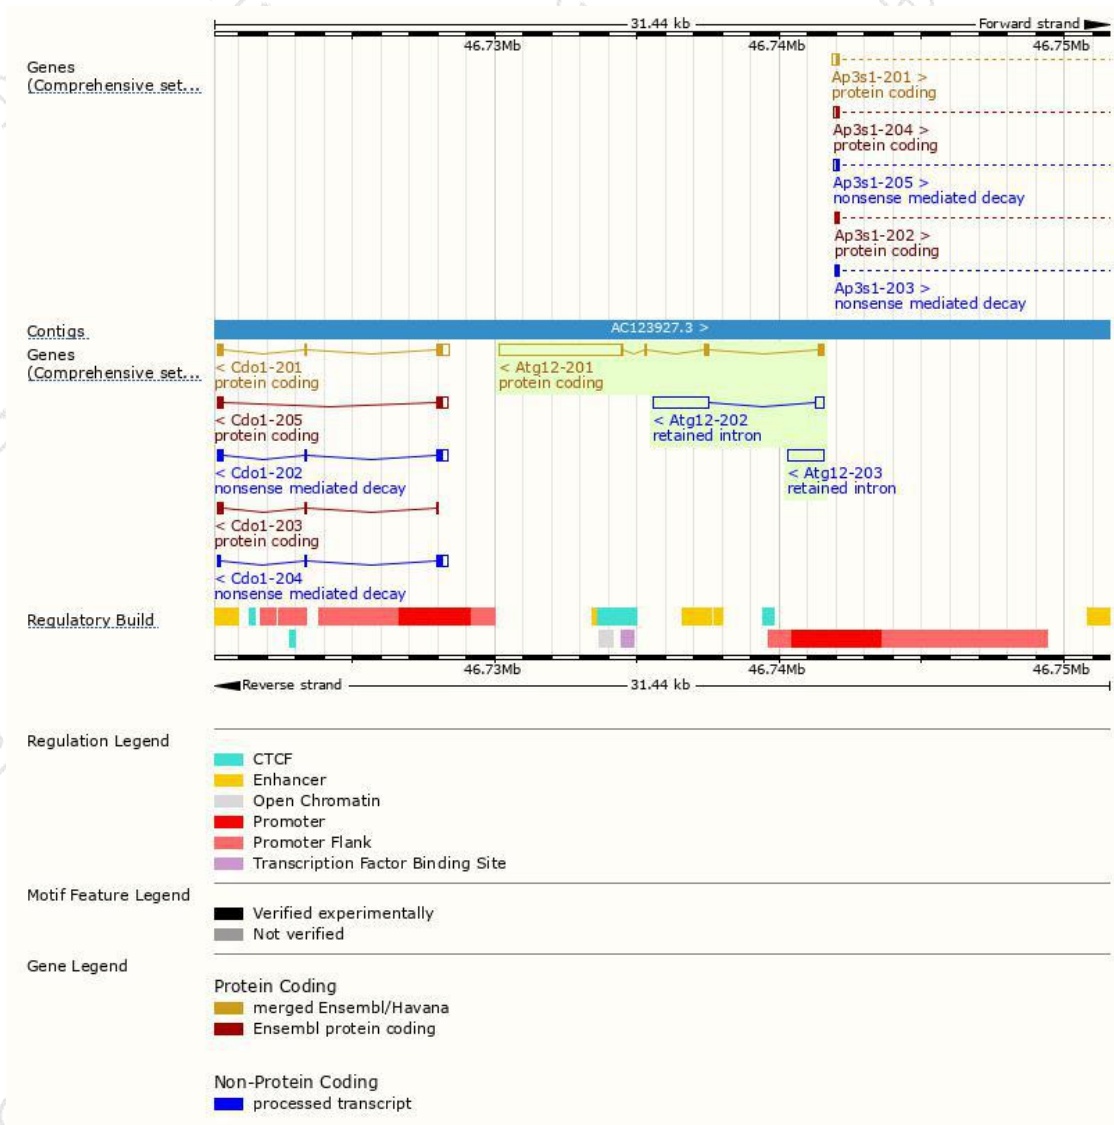 31.44 kb
Forward strand
46.73Mb 46.74Mb 46.75Mb
Genes
(Comprehensive set...
Ap3s1-201 >
protein coding
Ap3s1-204 >
protein coding
Ap3s1-205 >
nonsense mediated decay
Ap3s1-202 >
protein coding
Ap3s1-203 >
nonsense mediated decay
Contigs
AC123927.3 >
Genes
(Comprehensive set...
< Cdo1-201
protein coding
< Atg12-201
protein coding
< Cdo1-205
protein coding
< Atg12-202
retained intron
< Cdo1-202
nonsense mediated decay
< Atg12-203
retained intron
< Cdo1-203
protein coding
< Cdo1-204
nonsense mediated decay
Regulatory Build
46.73Mb 46.74Mb 46.75Mb
Reverse strand
31.44 kb
Regulation Legend
CTCF
Enhancer
Open Chromatin
Promoter
Promoter Flank
Transcription Factor Binding Site
Motif Feature Legend
Verified experimentally
Not verified
Gene Legend
Protein Coding
merged Ensembl/Havana
Ensembl protein coding
Non-Protein Coding
processed transcript